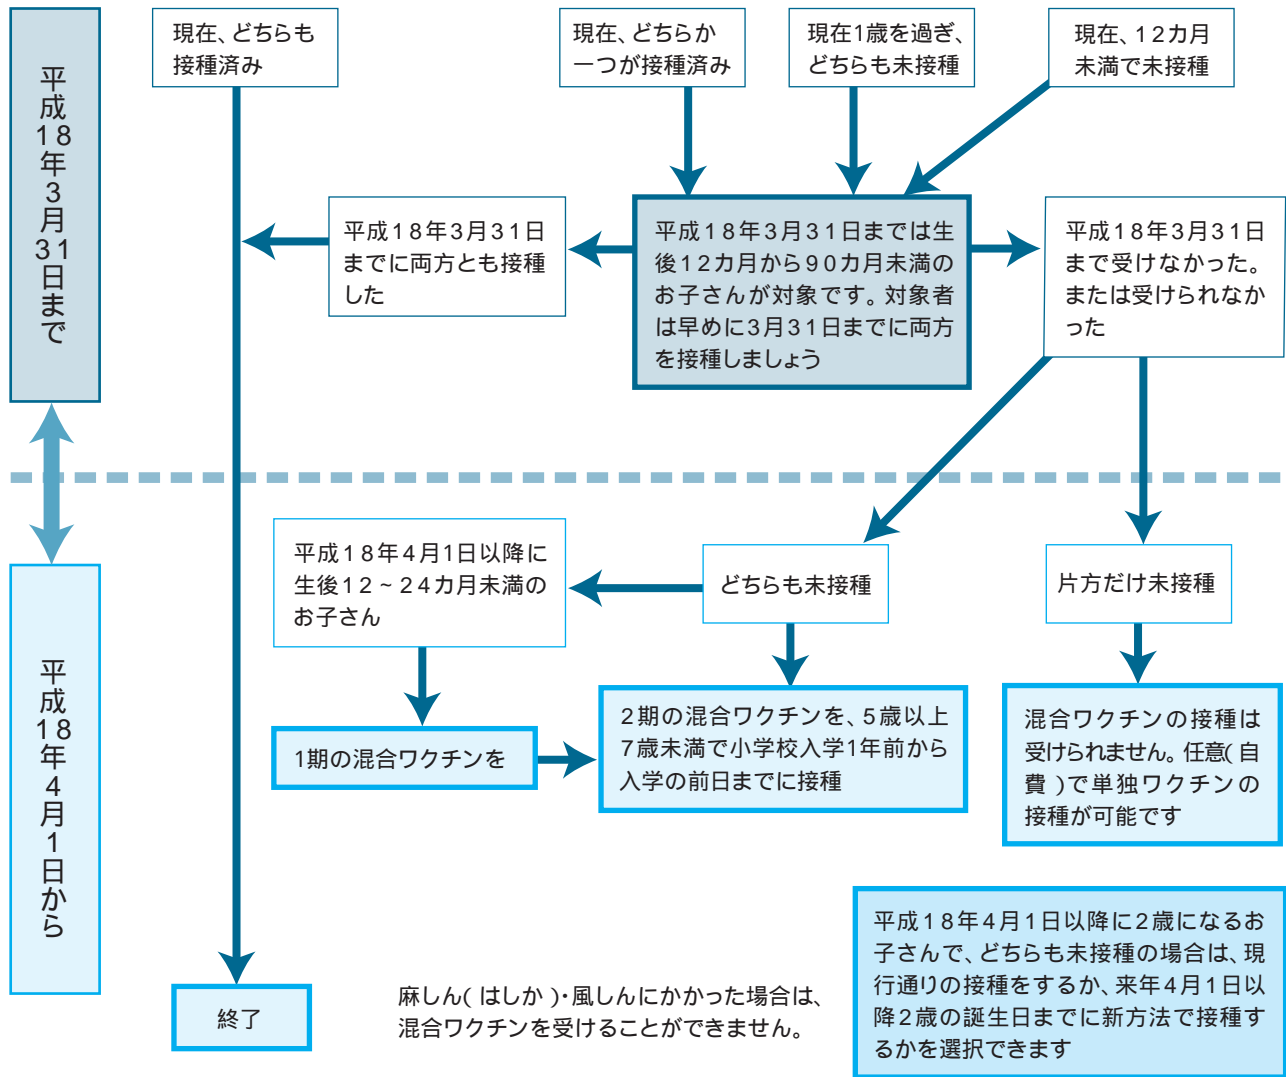 平成18年3月31日まで
現在、どちらも
接種済み
現在、どちらか
一つが接種済み
現在1歳を過ぎ、
どちらも未接種
現在、12カ月
未満で未接種
平成18年3月31日
までに両方とも接種
した
平成18年3月31日までは生
後12カ月から90カ月未満の
お子さんが対象です。対象者
は早めに3月31日までに両方
を接種しましょう
平成18年3月31日
まで受けなかった。
または受けられなか
った
平成18年4月1日から
平成18年4月1日以降に
生後12~24カ月未満の
お子さん
どちらも未接種
片方だけ未接種
1期の混合ワクチンを
2期の混合ワクチンを、5歳以上
7歳未満で小学校入学1年前から
入学の前日までに接種
混合ワクチンの接種は
受けられません。任意(自
費)で単独ワクチンの
接種が可能です
終了
麻しん(はしか)・風しんにかかった場合は、
混合ワクチンを受けることができません。
平成18年4月1日以降に2歳になるお
子さんで、どちらも未接種の場合は、現
行通りの接種をするか、来年4月1日以
降2歳の誕生日までに新方法で接種す
るかを選択できます